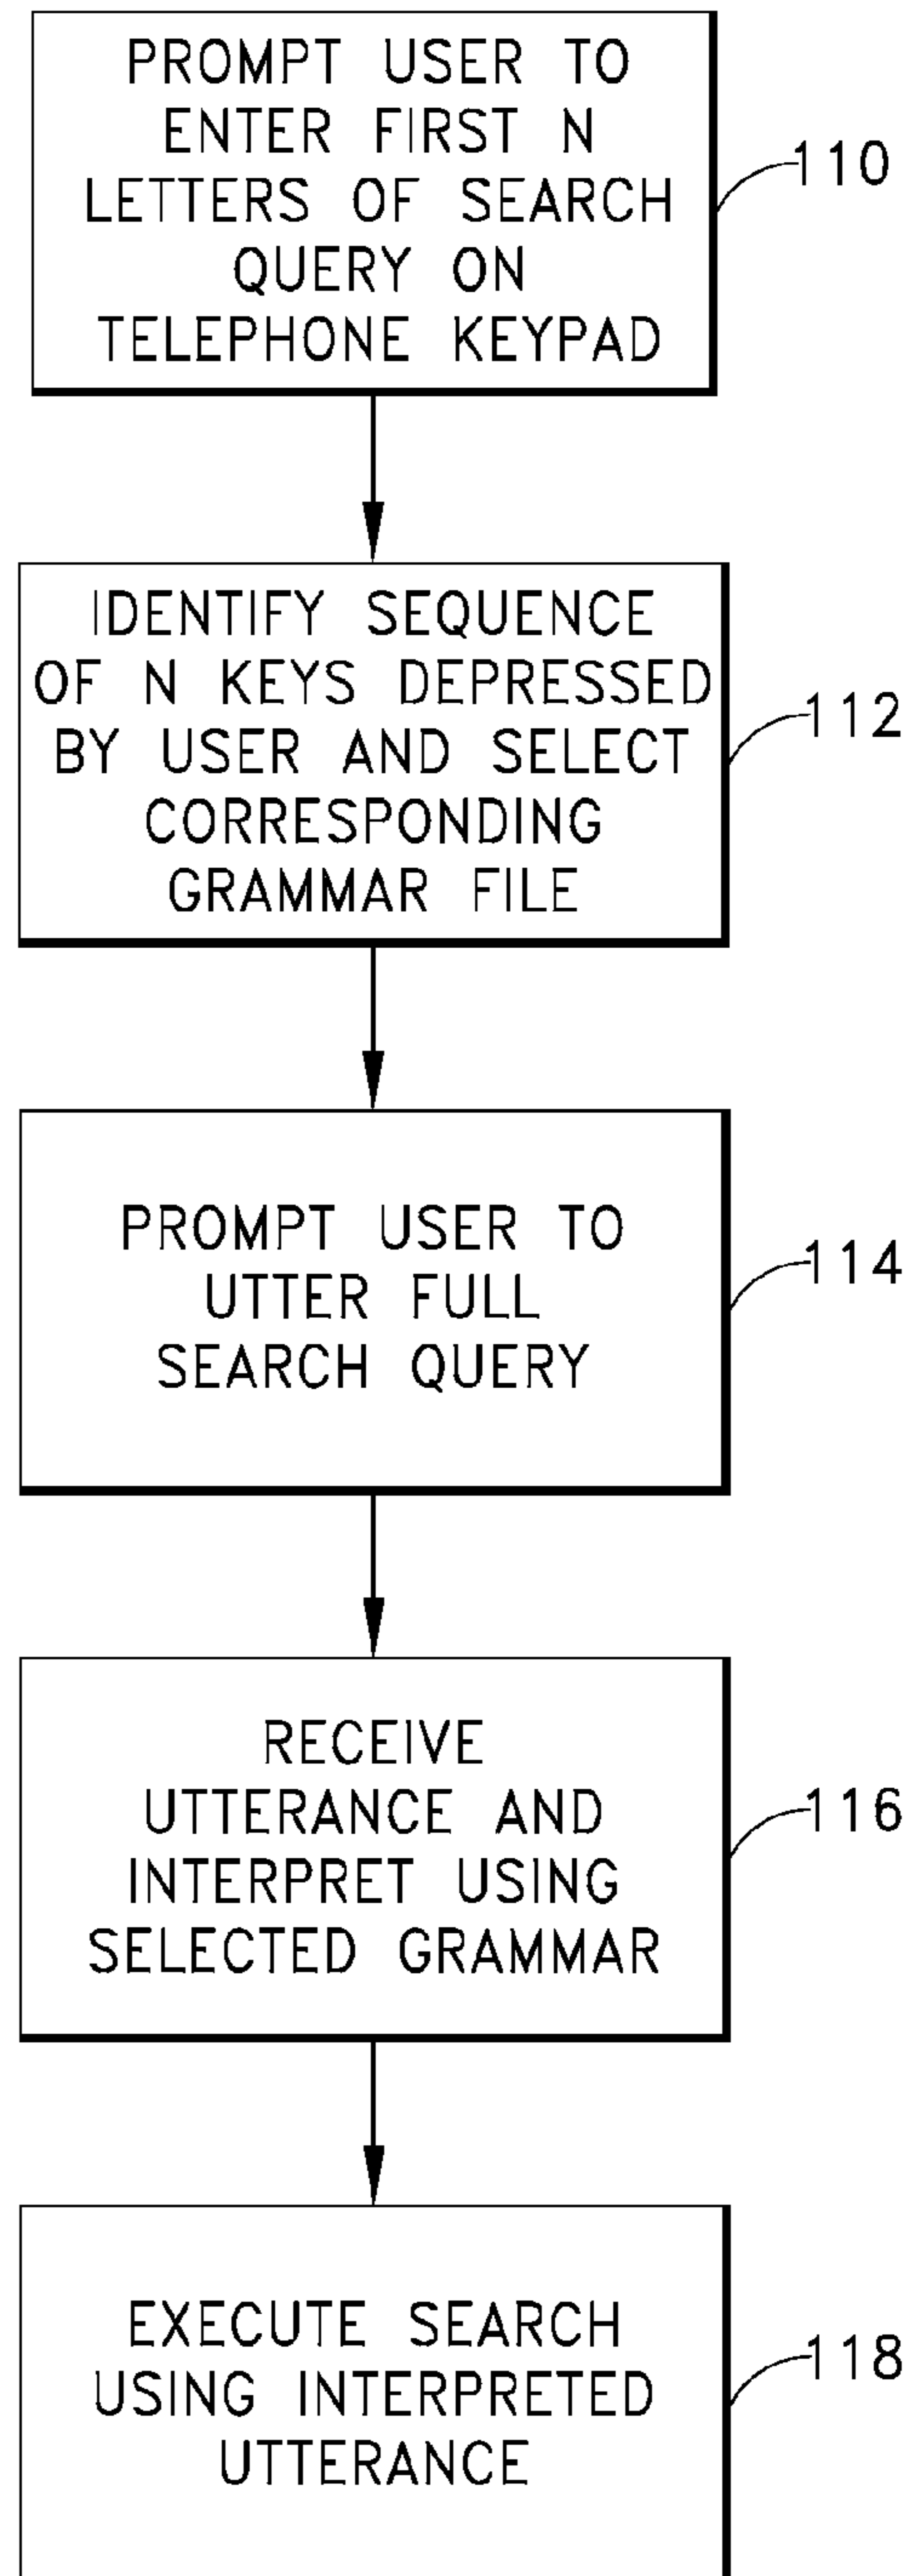 PROMPT USER TO
ENTER FIRST N
LETTERS OF SEARCH
QUERY ON
TELEPHONE KEYPAD
110
IDENTIFY SEQUENCE
OF N KEYS DEPRESSED
BY USER AND SELECT
CORRESPONDING
GRAMMAR FILE
112
PROMPT USER TO
UTTER FULL
SEARCH QUERY
114
RECEIVE
UTTERANCE AND
INTERPRET USING
SELECTED GRAMMAR
116
EXECUTE SEARCH
USING INTERPRETED
UTTERANCE
118